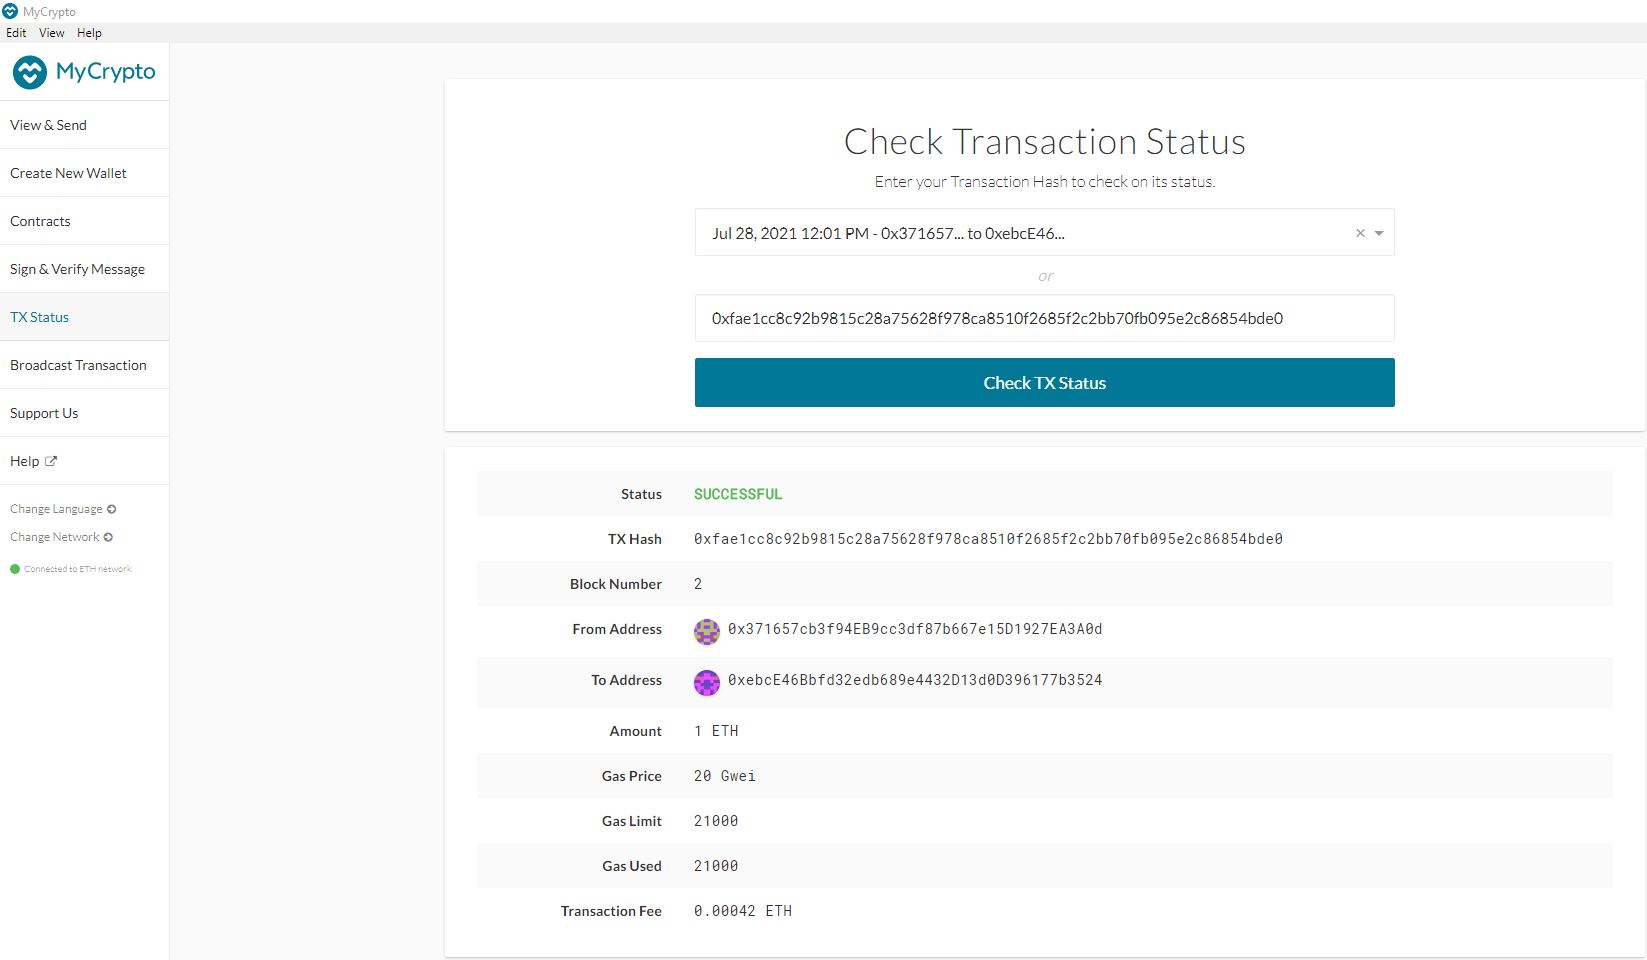 MyCrypto
Edit View Help
MyCrypto
View & Send
Create New Wallet
Contracts
Sign & Verify Message
TX Status
Broadcast Transaction
Support Us
Help
Change Language
Change Network
Connected to ETH network
Check Transaction Status
Enter your Transaction Hash to check on its status.
Jul 28, 2021 12:01 PM - 0x371657... to 0xebcE46...
or
0xfae1cc8c92b9815c28a75628f978ca8510f2685f2c2bb70fb095e2c86854bde0
Check TX Status
Status SUCCESSFUL
TX Hash 0xfae1cc8c92b9815c28a75628f978ca8510f2685f2c2bb70fb095e2c86854bde0
Block Number 2
From Address 0x371657cb3f94EB9cc3df87b667e15D1927EA3A0d
To Address 0xebcE46Bbfd32edb689e4432D13d0D396177b3524
Amount 1 ETH
Gas Price 20 Gwei
Gas Limit 21000
Gas Used 21000
Transaction Fee 0.00042 ETH